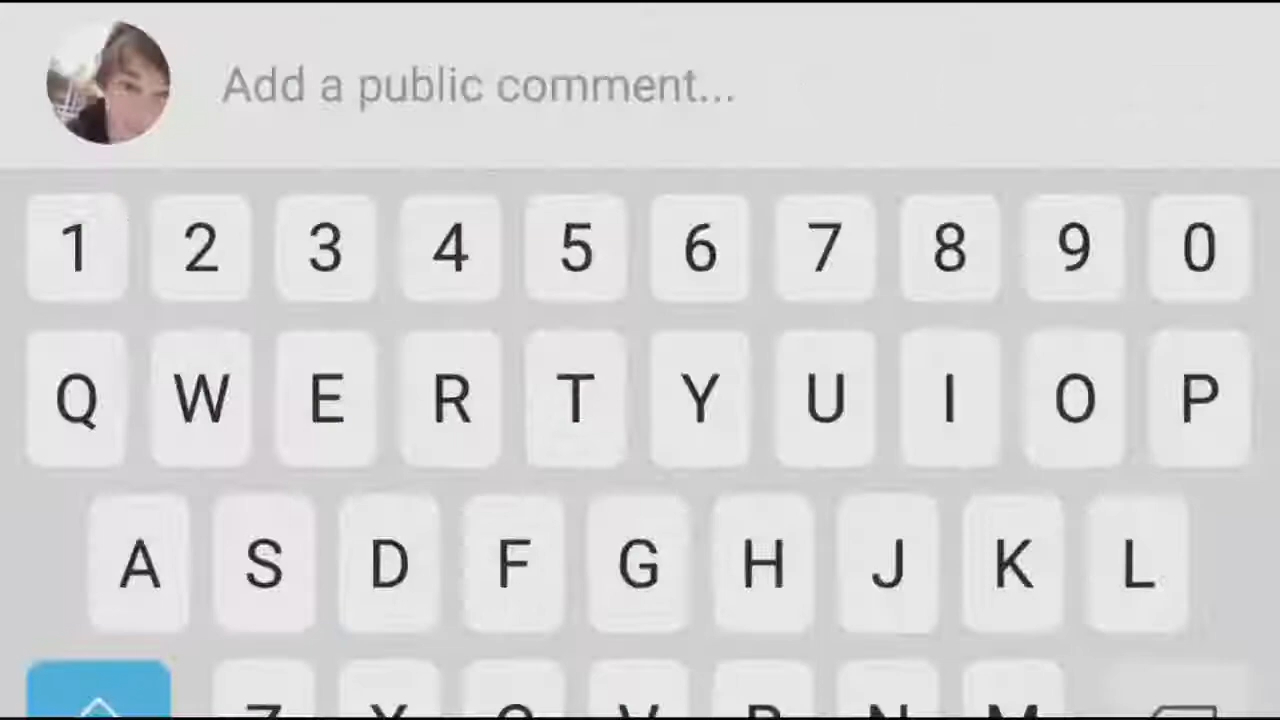 Add a public comment...
1 2 3 4 5 6 7 8 9 0
Q W E R T Y U I O P
A S D F G H J K L
Z X C V B N M